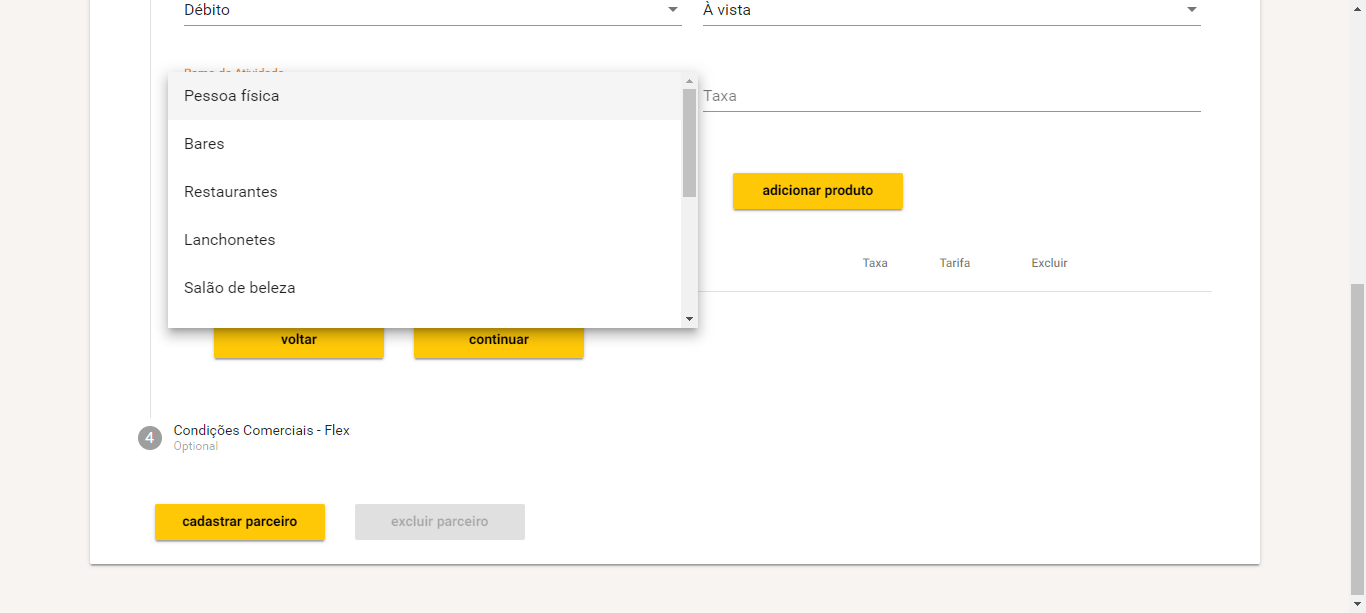 Débito
À vista
Ramo de Atividade
Pessoa física
Taxa
Bares
Restaurantes
adicionar produto
Lanchonetes
Taxa
Tarifa
Excluir
Salão de beleza
voltar
continuar
4
Condições Comerciais - Flex
Optional
cadastrar parceiro
excluir parceiro